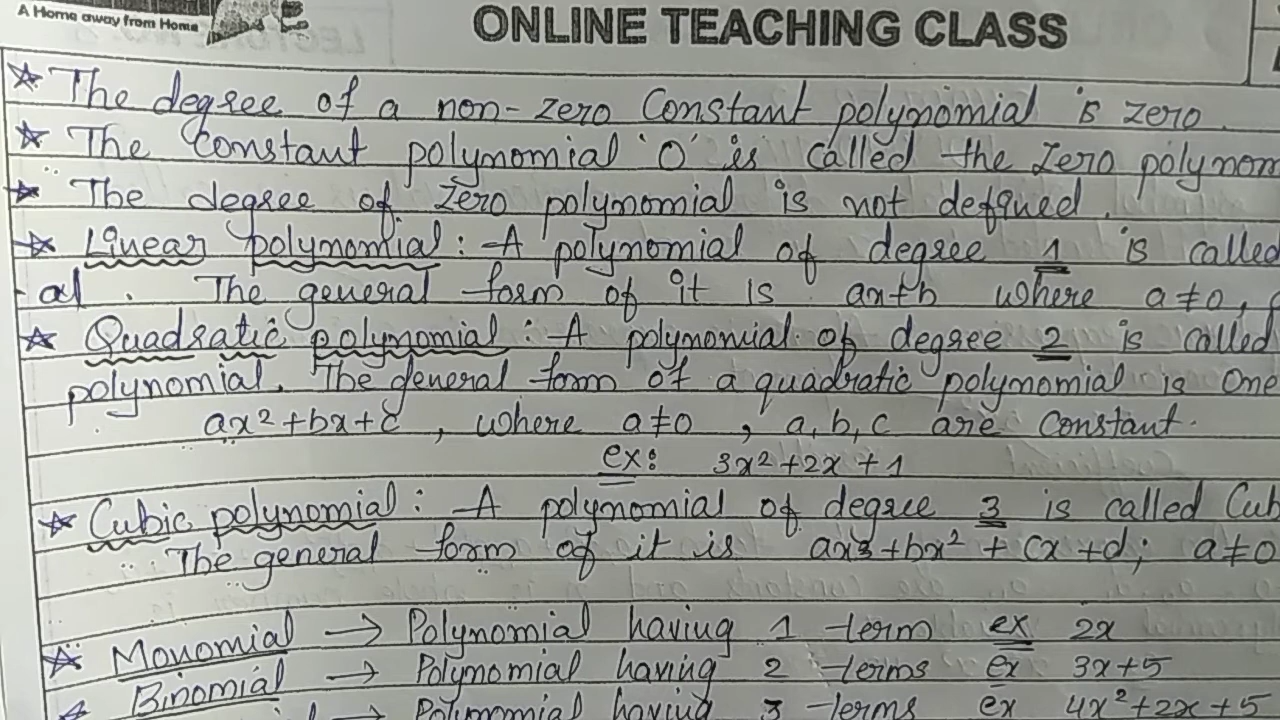 A Home away from Home
ONLINE TEACHING CLASS
☆ The degree of a non-zero Constant polynomial is zero.
☆ The Constant polynomial 'O' is called the Zero polynom
☆ The degree of Zero polynomial is not defined.
☆ Linear polynomial : - A polynomial of degree 1 is called
- al . The general form of it is ax+b where a≠0,
☆ Quadratic polynomial : - A polynomial of degree 2 is called
polynomial. The general form of a quadratic polynomial is one
ax²+bx+c , where a≠0 , a, b, c are constant.
ex: 3x²+2x+1
☆ Cubic polynomial : - A polynomial of degree 3 is called Cub
The general form of it is ax3+bx²+cx+d; a≠0
☆ Monomial → Polynomial having 1 term ex 2x
Binomial → Polynomial having 2 terms ex 3x+5
☆ → Polynomial having 3 terms ex 4x²+2x+5